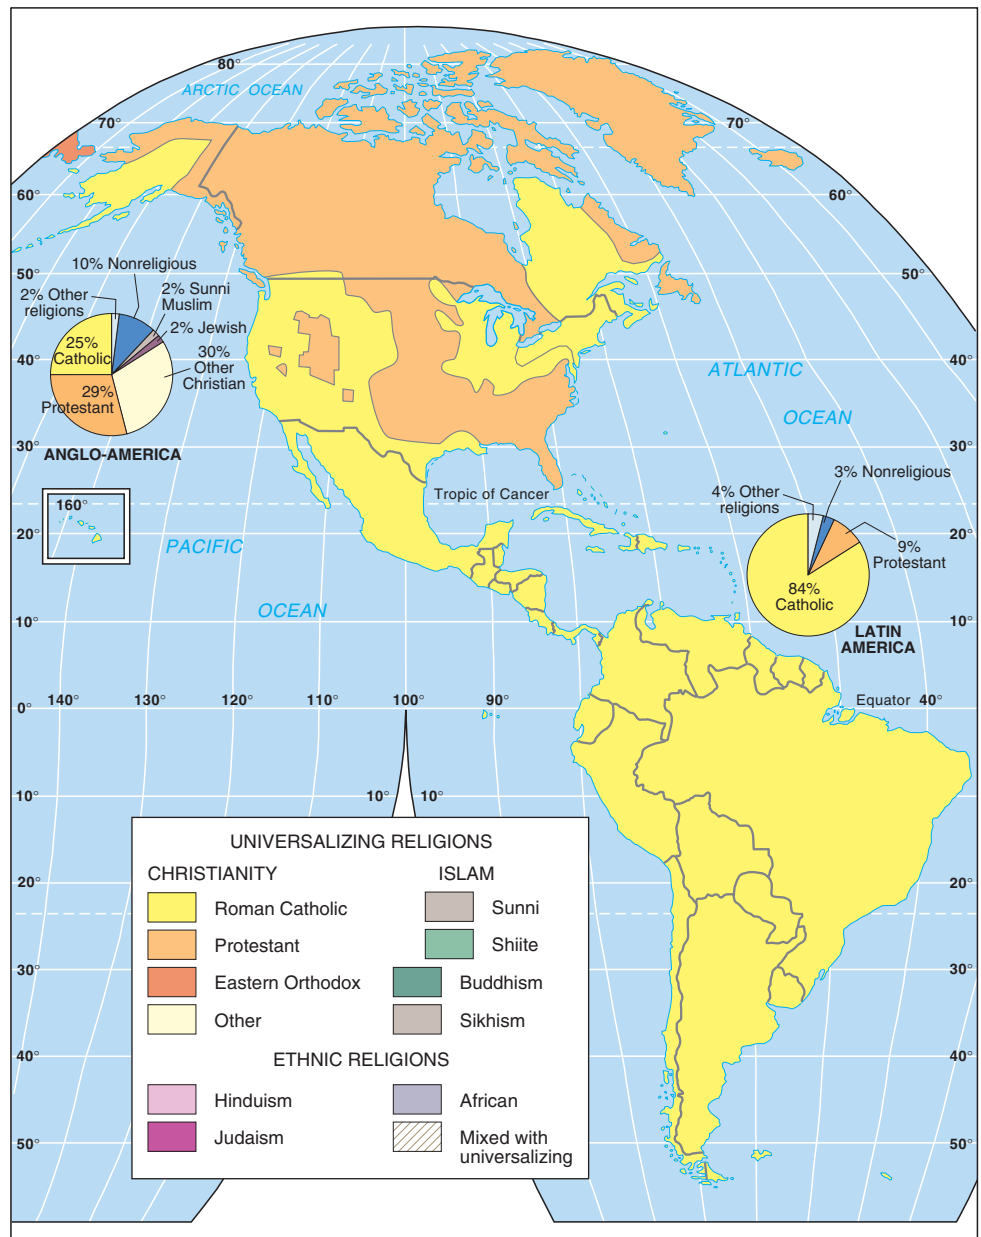 80°
ARCTIC OCEAN
70°
70°
60°
60°
50°
50°
10% Nonreligious
2% Other
religions
2% Sunni
Muslim
2% Jewish
25%
Catholic
30%
Other
Christian
29%
Protestant
ANGLO-AMERICA
40°
40°
ATLANTIC
OCEAN
30°
30°
3% Nonreligious
4% Other
religions
9%
Protestant
84%
Catholic
LATIN
AMERICA
160°
Tropic of Cancer
20°
20°
PACIFIC
OCEAN
10°
10°
Equator
0°
140°
130°
120°
110°
100°
90°
40°
10°
10°
10°
10°
20°
20°
30°
30°
40°
40°
50°
50°
UNIVERSALIZING RELIGIONS
CHRISTIANITY
Roman Catholic
Protestant
Eastern Orthodox
Other
ISLAM
Sunni
Shiite
Buddhism
Sikhism
ETHNIC RELIGIONS
Hinduism
Judaism
African
Mixed with
universalizing